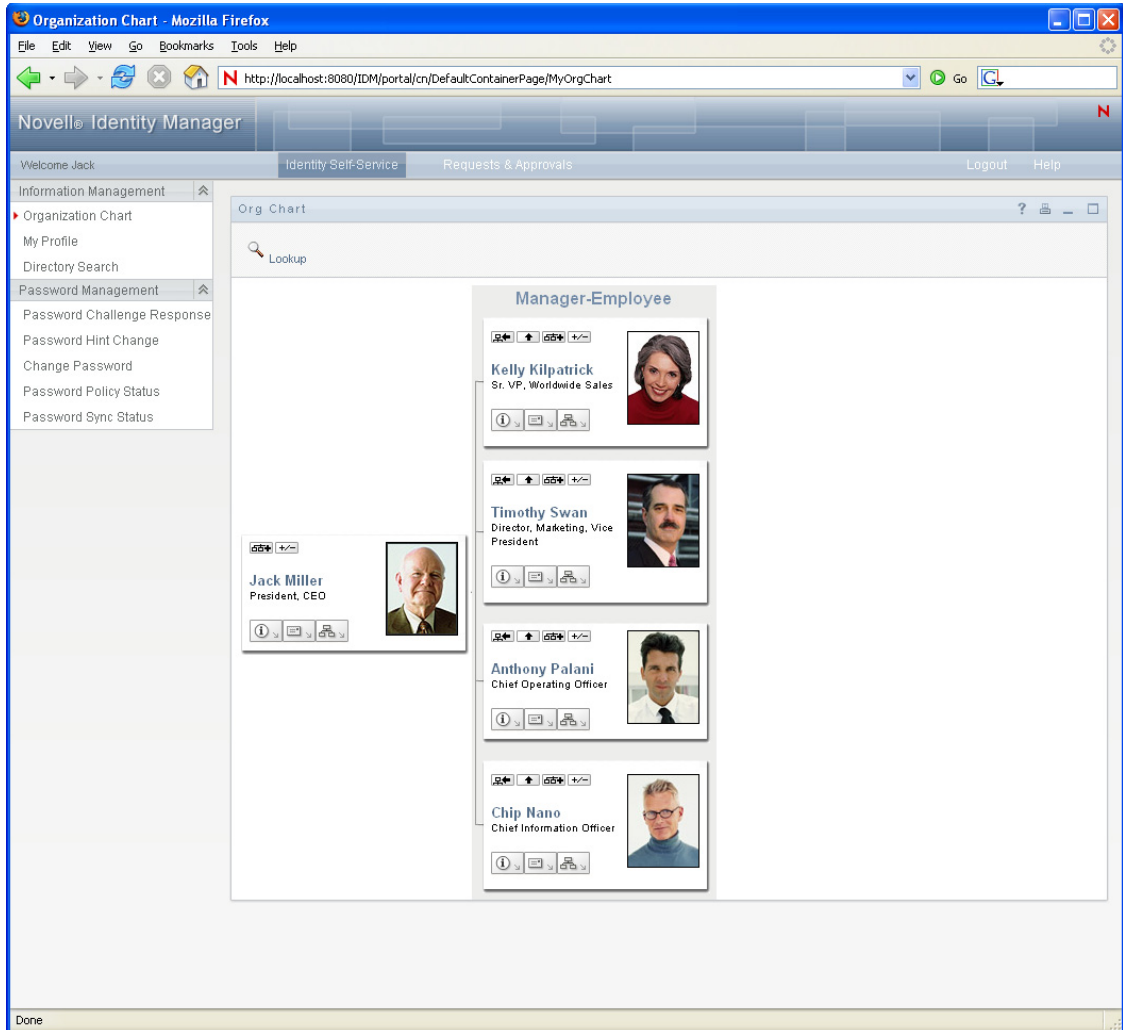 Organization Chart - Mozilla Firefox
File Edit View Go Bookmarks Tools Help
N http://localhost:8080/IDM/portal/cn/DefaultContainerPage/MyOrgChart Go G
Novell® Identity Manager N
Welcome Jack Identity Self-Service Requests & Approvals Logout Help
Information Management
Organization Chart
My Profile
Directory Search
Password Management
Password Challenge Response
Password Hint Change
Change Password
Password Policy Status
Password Sync Status
Org Chart ?
Lookup
Manager-Employee
+/-
Kelly Kilpatrick
Sr. VP, Worldwide Sales
+/-
Timothy Swan
Director, Marketing, Vice
President
+/-
Jack Miller
President, CEO
+/-
Anthony Palani
Chief Operating Officer
+/-
Chip Nano
Chief Information Officer
Done